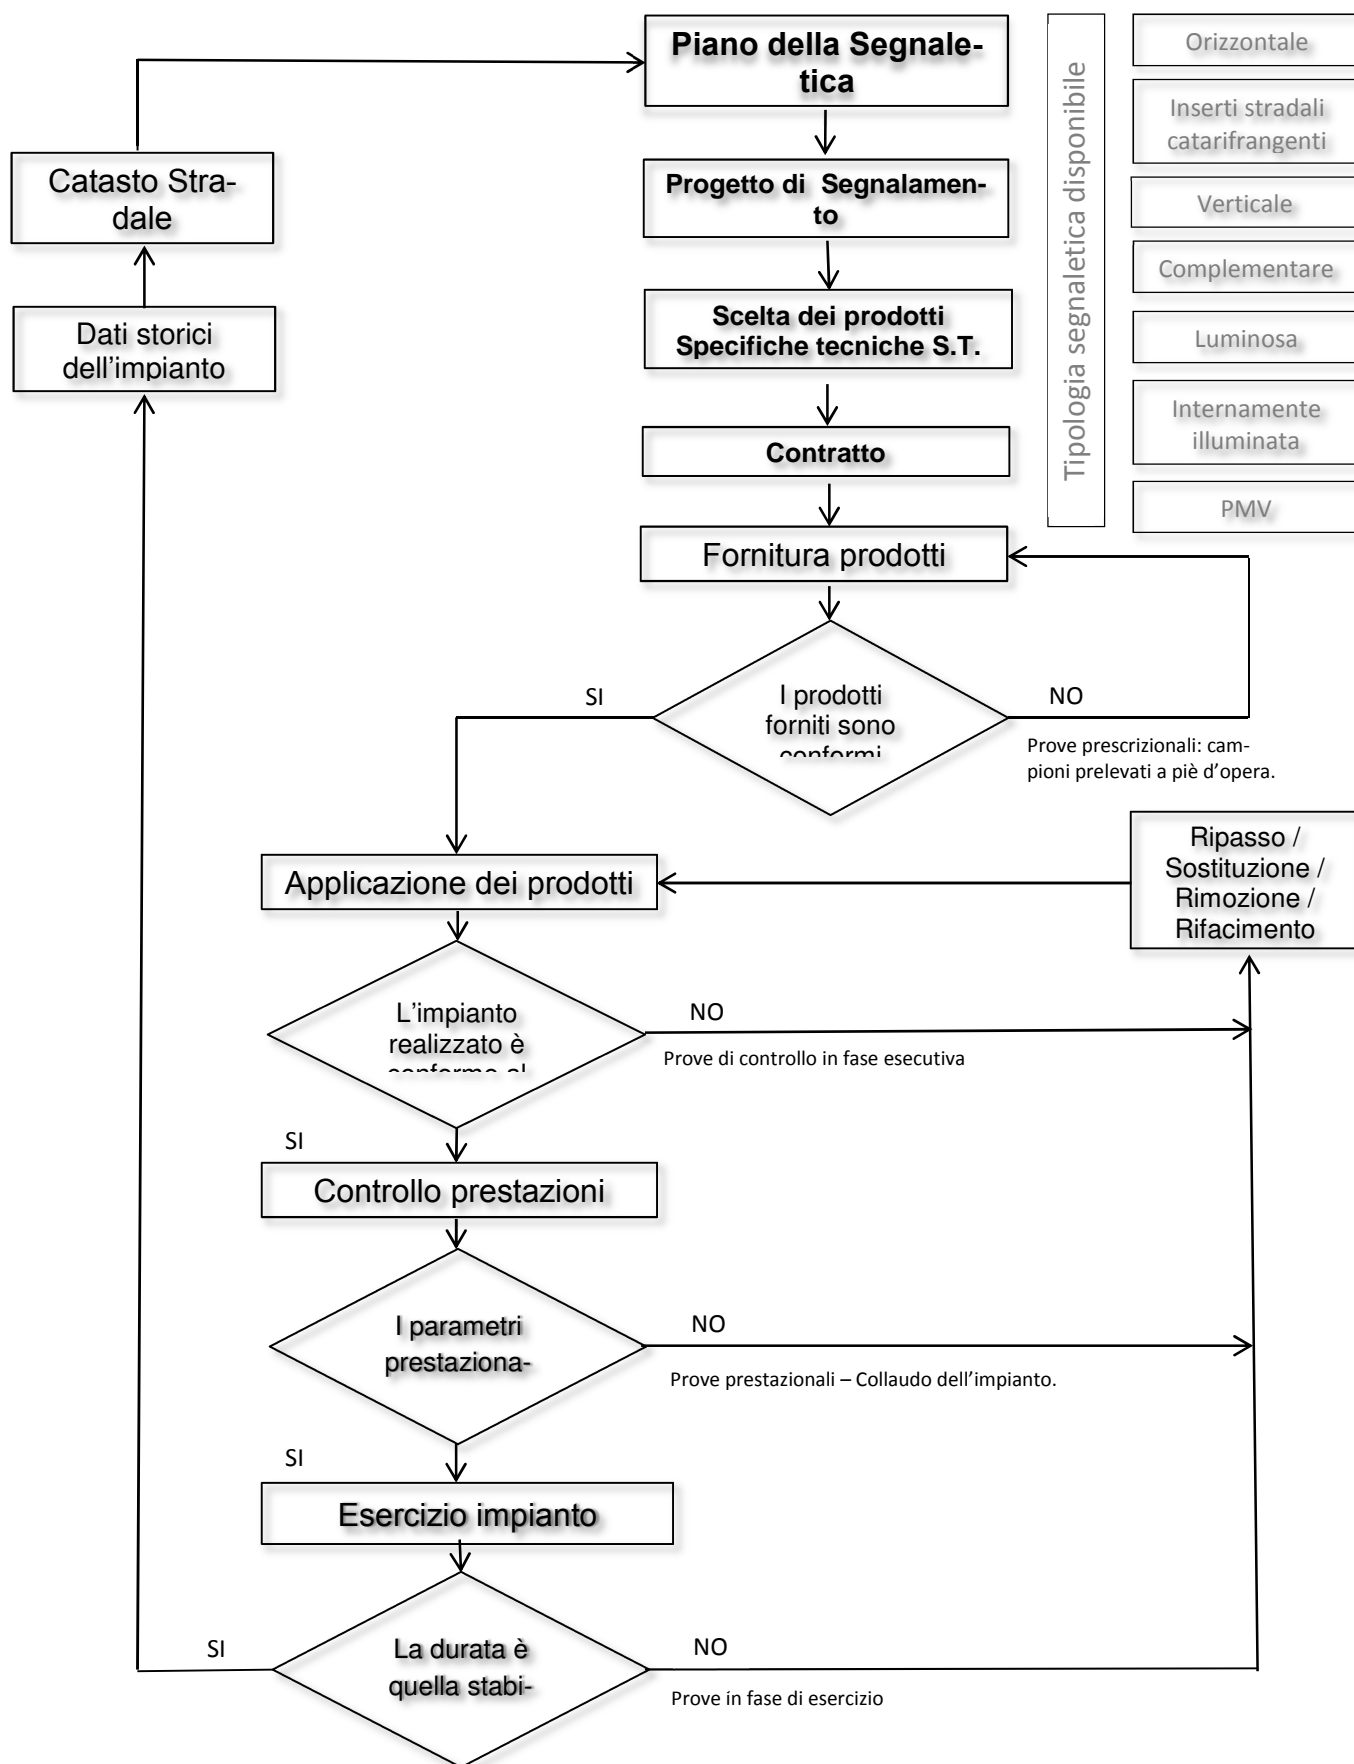 Piano della Segnale-
tica
Progetto di Segnalamen-
to
Scelta dei prodotti
Specifiche tecniche S.T.
Contratto
Fornitura prodotti
Tipologia segnaletica disponibile
Orizzontale
Inserti stradali
catarifrangenti
Verticale
Complementare
Luminosa
Internamente
illuminata
PMV
Catasto Stra-
dale
Dati storici
dell’impianto
SI
I prodotti
forniti sono
conformi
NO
Prove prescrizionali: cam-
pioni prelevati a piè d’opera.
Ripasso /
Sostituzione /
Rimozione /
Rifacimento
Applicazione dei prodotti
L’impianto
realizzato è
conforme al
NO
Prove di controllo in fase esecutiva
SI
Controllo prestazioni
I parametri
prestaziona-
NO
Prove prestazionali – Collaudo dell’impianto.
SI
Esercizio impianto
SI
La durata è
quella stabi-
NO
Prove in fase di esercizio